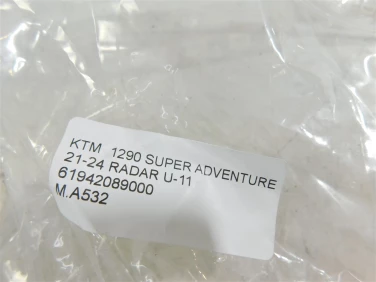 KTM 1290 SUPER ADVENTURE
21-24 RADAR U-11
61942089000
M.A532